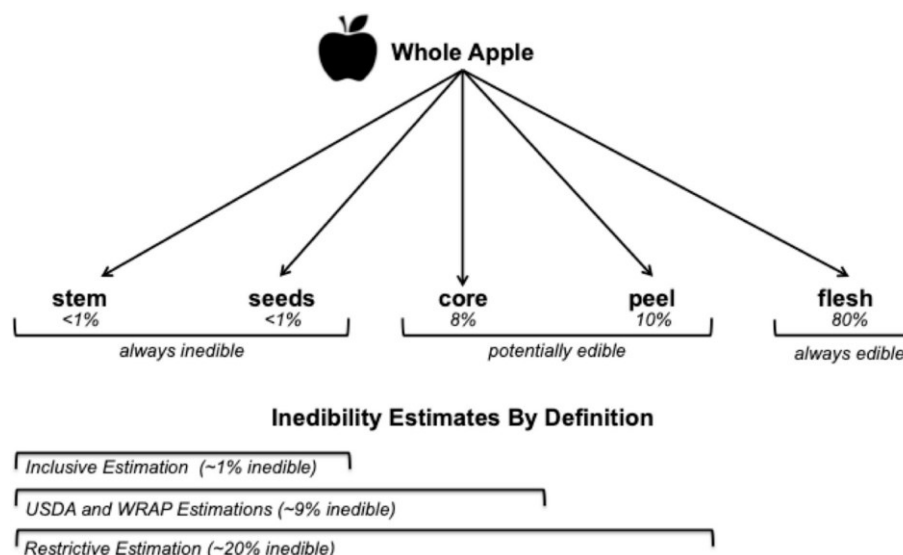 Whole Apple
stem seeds core peel flesh
<1% <1% 8% 10% 80%
always inedible potentially edible always edible
Inedibility Estimates By Definition
Inclusive Estimation (~1% inedible)
USDA and WRAP Estimations (~9% inedible)
Restrictive Estimation (~20% inedible)